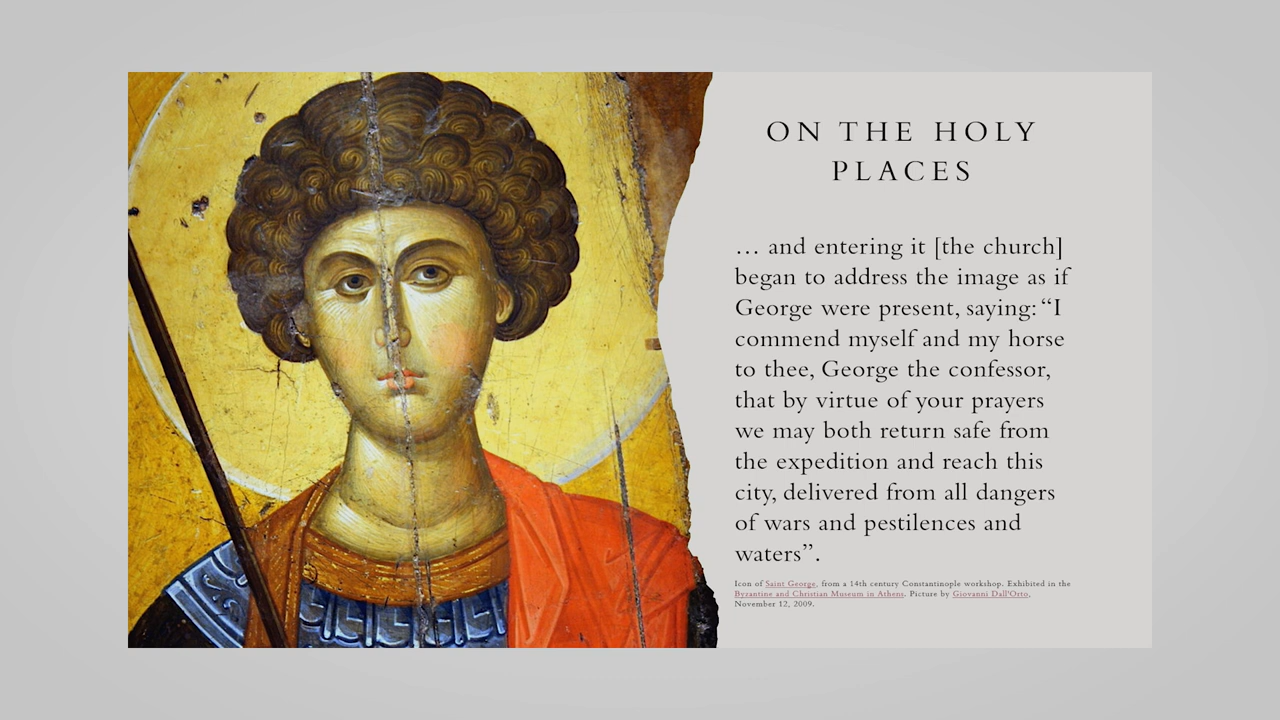 ON THE HOLY
PLACES
… and entering it [the church]
began to address the image as if
George were present, saying: “I
commend myself and my horse
to thee, George the confessor,
that by virtue of your prayers
we may both return safe from
the expedition and reach this
city, delivered from all dangers
of wars and pestilences and
waters”.
Icon of Saint George, from a 14th century Constantinople workshop. Exhibited in the
Byzantine and Christian Museum in Athens. Picture by Giovanni Dall'Orto,
November 12, 2009.